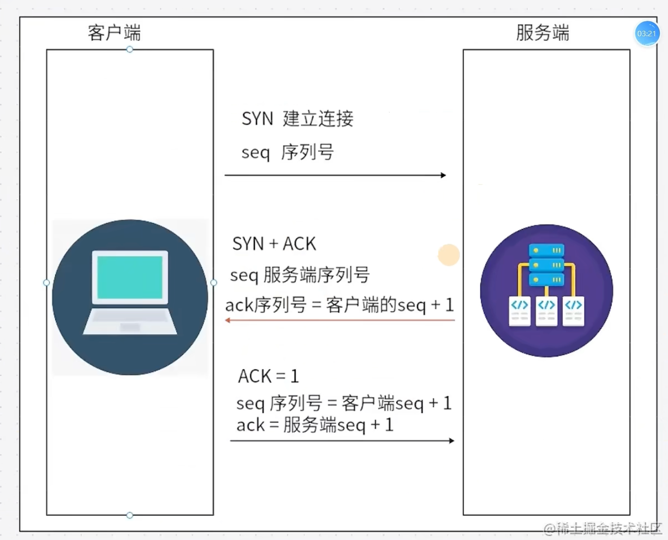 客户端
服务端
03:21
SYN 建立连接
seq 序列号
SYN + ACK
seq 服务端序列号
ack序列号 = 客户端的seq + 1
ACK = 1
seq 序列号 = 客户端seq + 1
ack = 服务端seq + 1
@稀土掘金技术社区